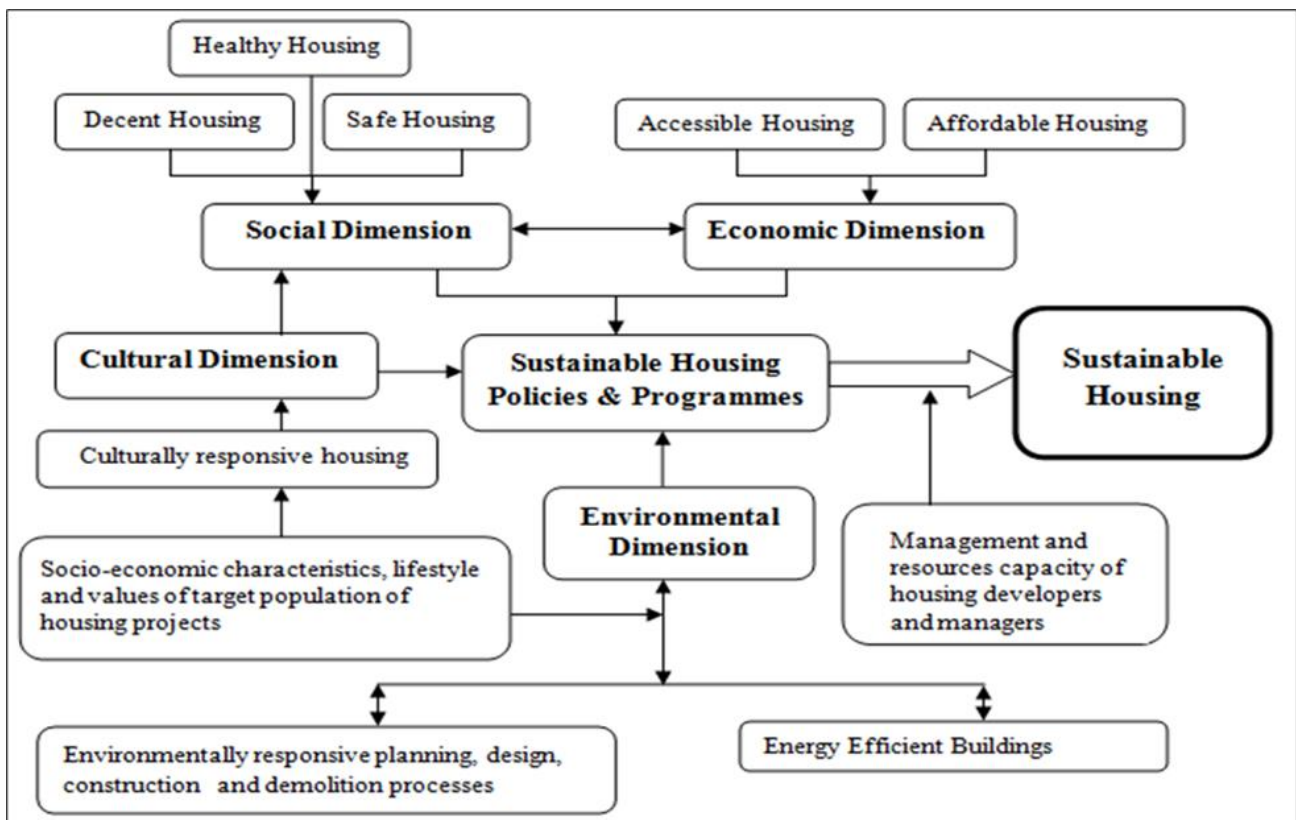 Healthy Housing
Decent Housing
Safe Housing
Accessible Housing
Affordable Housing
Social Dimension
Economic Dimension
Cultural Dimension
Sustainable Housing
Policies & Programmes
Sustainable
Housing
Culturally responsive housing
Environmental
Dimension
Socio-economic characteristics, lifestyle
and values of target population of
housing projects
Management and
resources capacity of
housing developers
and managers
Environmentally responsive planning, design,
construction and demolition processes
Energy Efficient Buildings